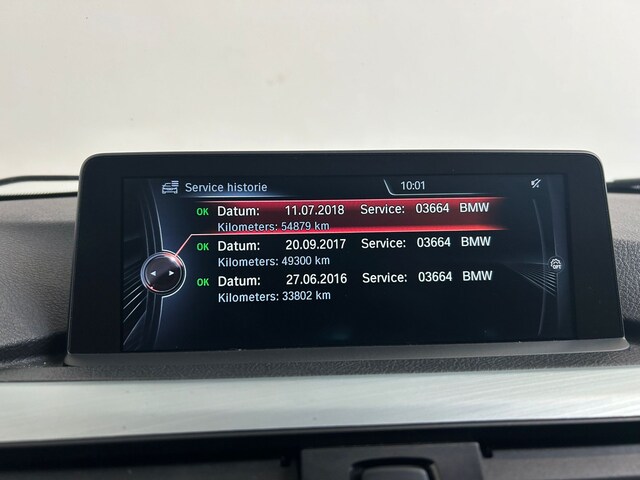 Service historie 10:01
OK Datum: 11.07.2018 Service: 03664 BMW
Kilometers: 54879 km
OK Datum: 20.09.2017 Service: 03664 BMW
Kilometers: 49300 km
OK Datum: 27.06.2016 Service: 03664 BMW
Kilometers: 33802 km
OFF